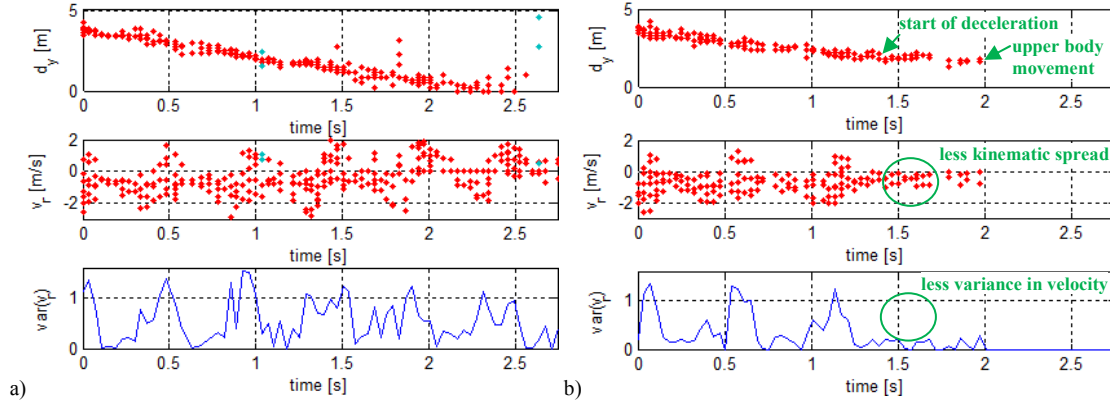 5
d_y [m]
0
0 0.5 1 1.5 2 2.5
time [s]
2
0
-2
v_r [m/s]
0 0.5 1 1.5 2 2.5
time [s]
1
0
var(v_r)
0 0.5 1 1.5 2 2.5
time [s]
a)
5
d_y [m]
0
start of deceleration
upper body
movement
0 0.5 1 1.5 2 2.5
time [s]
2
0
-2
v_r [m/s]
less kinematic spread
0 0.5 1 1.5 2 2.5
time [s]
1
0
var(v_r)
less variance in velocity
0 0.5 1 1.5 2 2.5
time [s]
b)